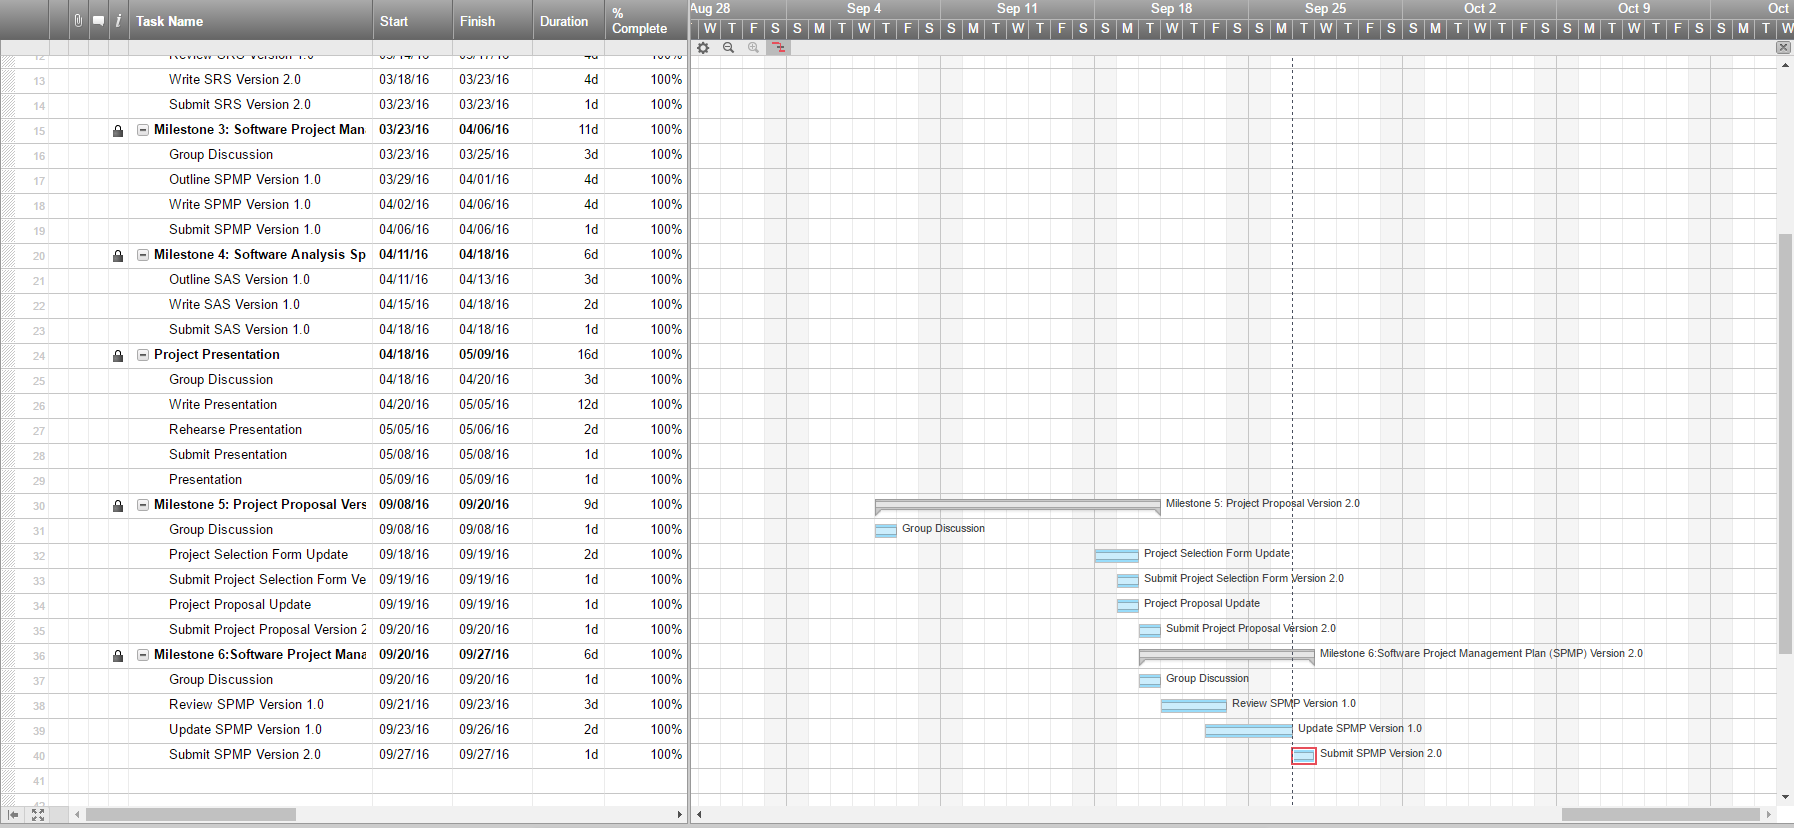 i Task Name Start Finish Duration % Complete
12 Review SRS Version 1.0 03/14/16 03/17/16 4d 100%
13 Write SRS Version 2.0 03/18/16 03/23/16 4d 100%
14 Submit SRS Version 2.0 03/23/16 03/23/16 1d 100%
15 Milestone 3: Software Project Man 03/23/16 04/06/16 11d 100%
16 Group Discussion 03/23/16 03/25/16 3d 100%
17 Outline SPMP Version 1.0 03/29/16 04/01/16 4d 100%
18 Write SPMP Version 1.0 04/02/16 04/06/16 4d 100%
19 Submit SPMP Version 1.0 04/06/16 04/06/16 1d 100%
20 Milestone 4: Software Analysis Sp 04/11/16 04/18/16 6d 100%
21 Outline SAS Version 1.0 04/11/16 04/13/16 3d 100%
22 Write SAS Version 1.0 04/15/16 04/18/16 2d 100%
23 Submit SAS Version 1.0 04/18/16 04/18/16 1d 100%
24 Project Presentation 04/18/16 05/09/16 16d 100%
25 Group Discussion 04/18/16 04/20/16 3d 100%
26 Write Presentation 04/20/16 05/05/16 12d 100%
27 Rehearse Presentation 05/05/16 05/06/16 2d 100%
28 Submit Presentation 05/08/16 05/08/16 1d 100%
29 Presentation 05/09/16 05/09/16 1d 100%
30 Milestone 5: Project Proposal Vers 09/08/16 09/20/16 9d 100%
31 Group Discussion 09/08/16 09/08/16 1d 100%
32 Project Selection Form Update 09/18/16 09/19/16 2d 100%
33 Submit Project Selection Form Ve 09/19/16 09/19/16 1d 100%
34 Project Proposal Update 09/19/16 09/19/16 1d 100%
35 Submit Project Proposal Version 2 09/20/16 09/20/16 1d 100%
36 Milestone 6:Software Project Mana 09/20/16 09/27/16 6d 100%
37 Group Discussion 09/20/16 09/20/16 1d 100%
38 Review SPMP Version 1.0 09/21/16 09/23/16 3d 100%
39 Update SPMP Version 1.0 09/23/16 09/26/16 2d 100%
40 Submit SPMP Version 2.0 09/27/16 09/27/16 1d 100%
41
42
Aug 28 Sep 4 Sep 11 Sep 18 Sep 25 Oct 2 Oct 9 Oct
W T F S S M T W T F S S M T W T F S S M T W T F S S M T W T F S S M T W T F S S M T W T F S S M T W
Milestone 5: Project Proposal Version 2.0
Group Discussion
Project Selection Form Update
Submit Project Selection Form Version 2.0
Project Proposal Update
Submit Project Proposal Version 2.0
Milestone 6:Software Project Management Plan (SPMP) Version 2.0
Group Discussion
Review SPMP Version 1.0
Update SPMP Version 1.0
Submit SPMP Version 2.0